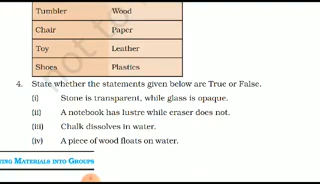 Tumbler Wood
Chair Paper
Toy Leather
Shoes Plastics
4. State whether the statements given below are True or False.
(i) Stone is transparent, while glass is opaque.
(ii) A notebook has lustre while eraser does not.
(iii) Chalk dissolves in water.
(iv) A piece of wood floats on water.
ING MATERIALS INTO GROUPS